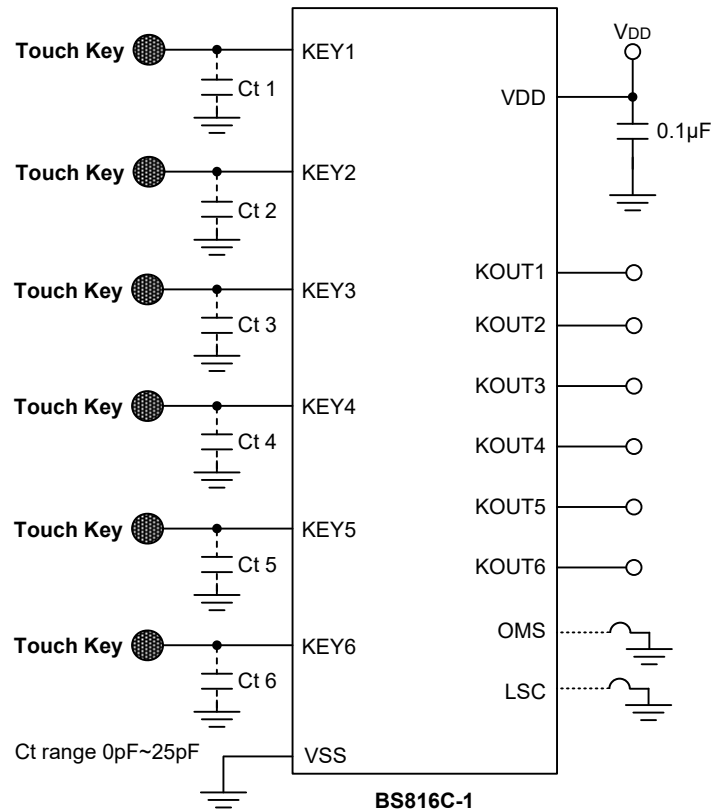 VDD
Touch Key
KEY1
Ct 1
VDD
0.1µF
Touch Key
KEY2
Ct 2
Touch Key
KEY3
Ct 3
KOUT1
KOUT2
KOUT3
Touch Key
KEY4
Ct 4
KOUT4
KOUT5
Touch Key
KEY5
Ct 5
KOUT6
Touch Key
KEY6
Ct 6
OMS
LSC
Ct range 0pF~25pF
VSS
BS816C-1